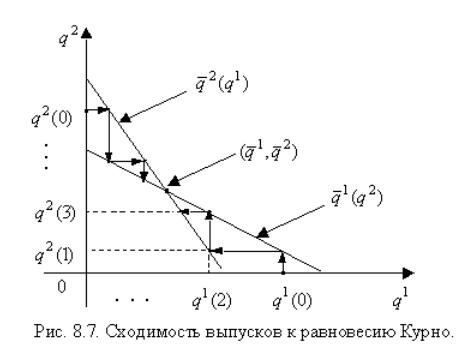 q²
q̄²(q¹)
q²(0)
(q̄¹,q̄²)
⋮
q̄¹(q²)
q²(3)
q²(1)
0
. . .
q¹(2)
q¹(0)
q¹
Рис. 8.7. Сходимость выпусков к равновесию Курно.